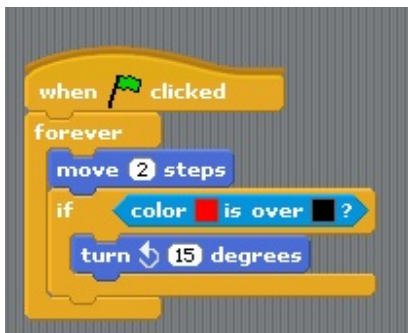 when clicked
forever
move 2 steps
if color is over ?
turn 15 degrees